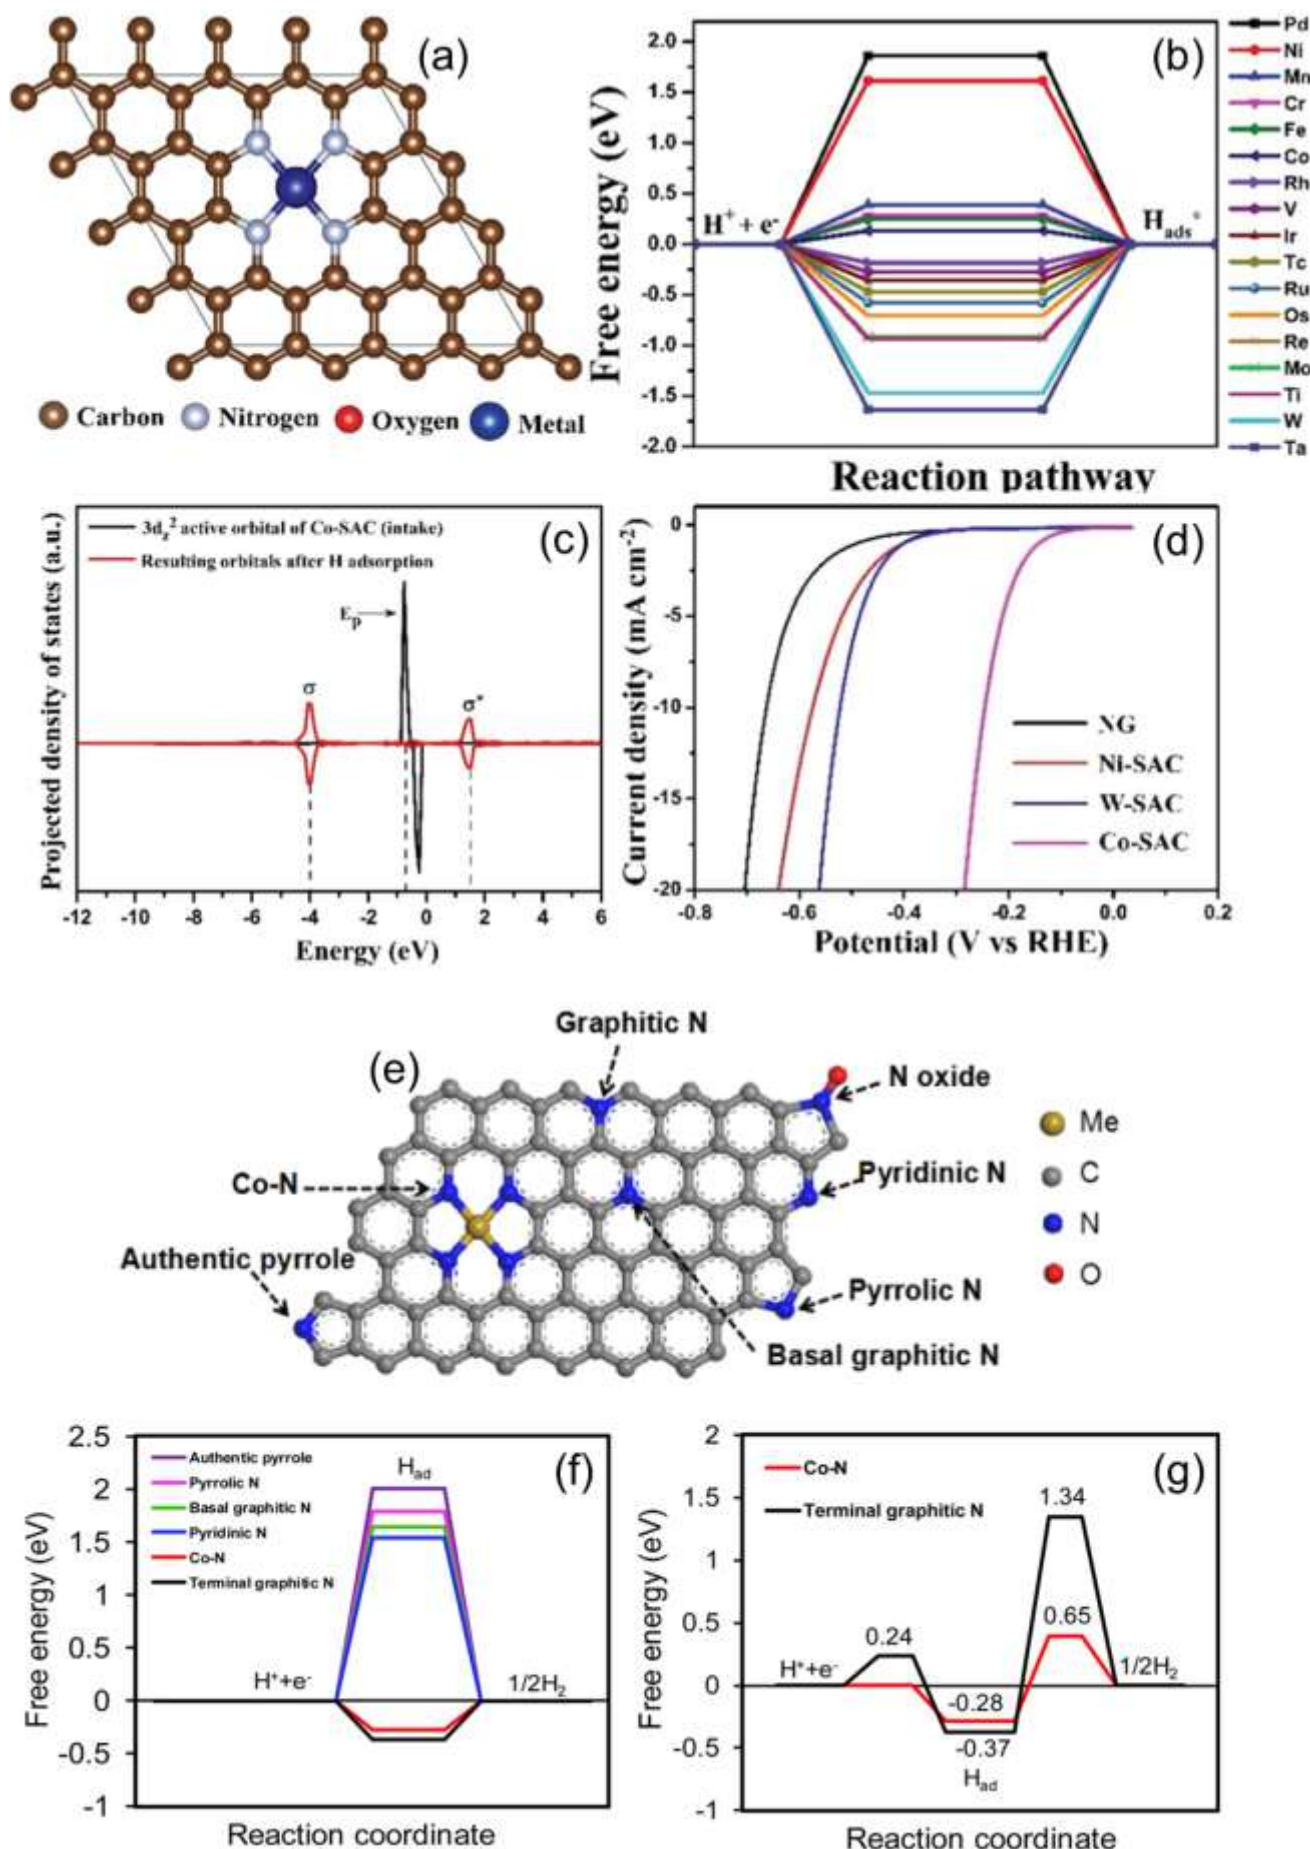 (a)
Carbon Nitrogen Oxygen Metal
(b)
Free energy (eV)
2.0
1.5
1.0
0.5
0.0
-0.5
-1.0
-1.5
-2.0
H⁺ + e⁻
H_ads*
Reaction pathway
Pd
Ni
Mn
Cr
Fe
Co
Rh
V
Ir
Tc
Ru
Os
Re
Mo
Ti
W
Ta
(c)
Projected density of states (a.u.)
3d_z² active orbital of Co-SAC (intake)
Resulting orbitals after H adsorption
E_p
σ
σ*
-12 -10 -8 -6 -4 -2 0 2 4 6
Energy (eV)
(d)
Current density (mA cm⁻²)
0
-5
-10
-15
-20
NG
Ni-SAC
W-SAC
Co-SAC
-0.8 -0.6 -0.4 -0.2 0.0 0.2
Potential (V vs RHE)
(e)
Graphitic N
N oxide
Co-N
Pyridinic N
Authentic pyrrole
Pyrrolic N
Basal graphitic N
Me
C
N
O
(f)
Free energy (eV)
2.5
2
1.5
1
0.5
0
-0.5
-1
Authentic pyrrole
Pyrrolic N
Basal graphitic N
Pyridinic N
Co-N
Terminal graphitic N
H_ad
H⁺+e⁻
1/2H₂
Reaction coordinate
(g)
Free energy (eV)
2
1.5
1
0.5
0
-0.5
-1
Co-N
Terminal graphitic N
1.34
0.65
0.24
H⁺+e⁻
1/2H₂
-0.28
-0.37
H_ad
Reaction coordinate